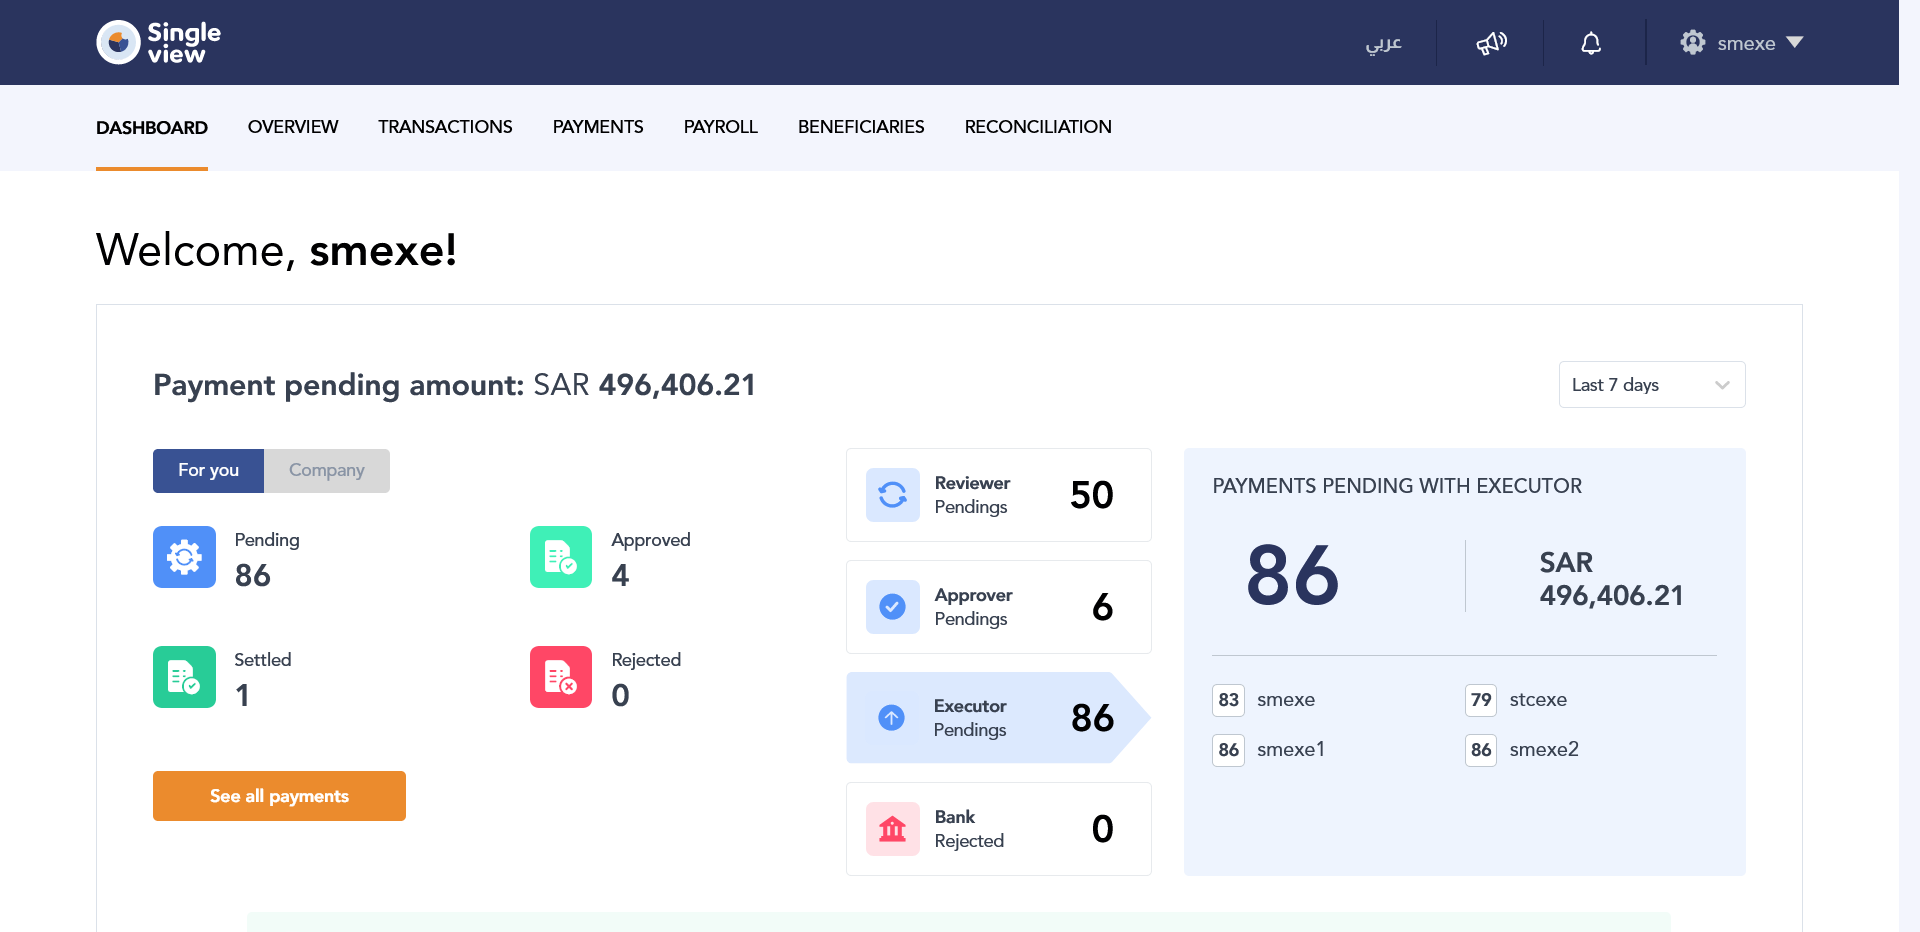 Single
view
عربي
smexe
DASHBOARD
OVERVIEW
TRANSACTIONS
PAYMENTS
PAYROLL
BENEFICIARIES
RECONCILIATION
Welcome, smexe!
Payment pending amount: SAR 496,406.21
Last 7 days
For you
Company
Pending
86
Approved
4
Settled
1
Rejected
0
See all payments
Reviewer
Pendings
50
Approver
Pendings
6
Executor
Pendings
86
Bank
Rejected
0
PAYMENTS PENDING WITH EXECUTOR
86
SAR
496,406.21
83 smexe
79 stcexe
86 smexe1
86 smexe2